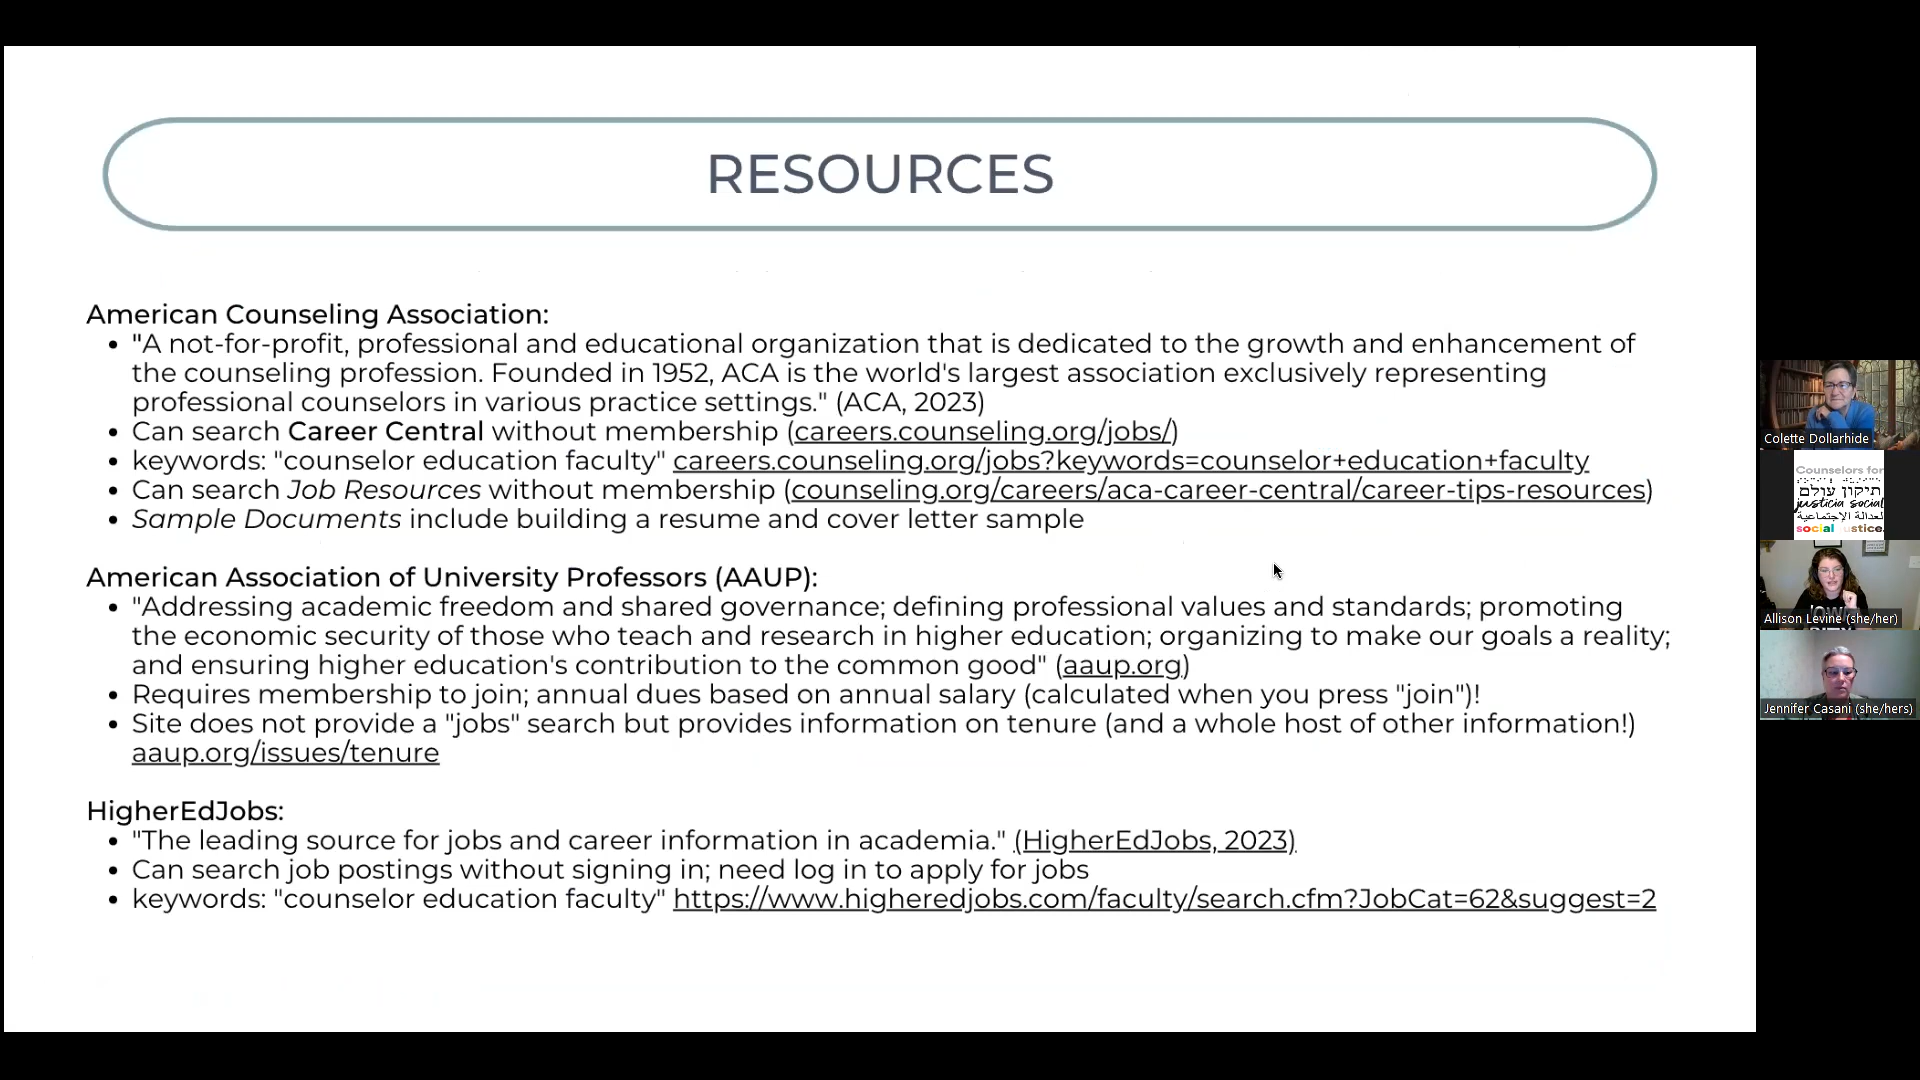 RESOURCES
American Counseling Association:
• "A not-for-profit, professional and educational organization that is dedicated to the growth and enhancement of
the counseling profession. Founded in 1952, ACA is the world's largest association exclusively representing
professional counselors in various practice settings." (ACA, 2023)
• Can search Career Central without membership (careers.counseling.org/jobs/)
• keywords: "counselor education faculty" careers.counseling.org/jobs?keywords=counselor+education+faculty
• Can search Job Resources without membership (counseling.org/careers/aca-career-central/career-tips-resources)
• Sample Documents include building a resume and cover letter sample
American Association of University Professors (AAUP):
• "Addressing academic freedom and shared governance; defining professional values and standards; promoting
the economic security of those who teach and research in higher education; organizing to make our goals a reality;
and ensuring higher education's contribution to the common good" (aaup.org)
• Requires membership to join; annual dues based on annual salary (calculated when you press "join")!
• Site does not provide a "jobs" search but provides information on tenure (and a whole host of other information!)
aaup.org/issues/tenure
HigherEdJobs:
• "The leading source for jobs and career information in academia." (HigherEdJobs, 2023)
• Can search job postings without signing in; need log in to apply for jobs
• keywords: "counselor education faculty" https://www.higheredjobs.com/faculty/search.cfm?JobCat=62&suggest=2
Colette Dollarhide
Counselors for
תיקון עולם
justicia social
لعدالة الإجتماعية
social stice.
Allison Levine (she/her)
Jennifer Casani (she/hers)